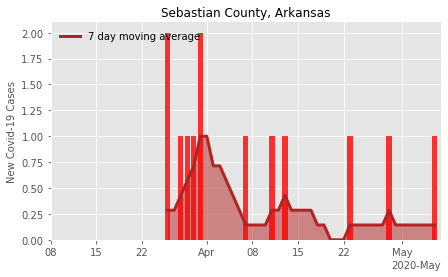 Sebastian County, Arkansas
7 day moving average
New Covid-19 Cases
2.00
1.75
1.50
1.25
1.00
0.75
0.50
0.25
0.00
08
15
22
Apr
08
15
22
May
2020-May